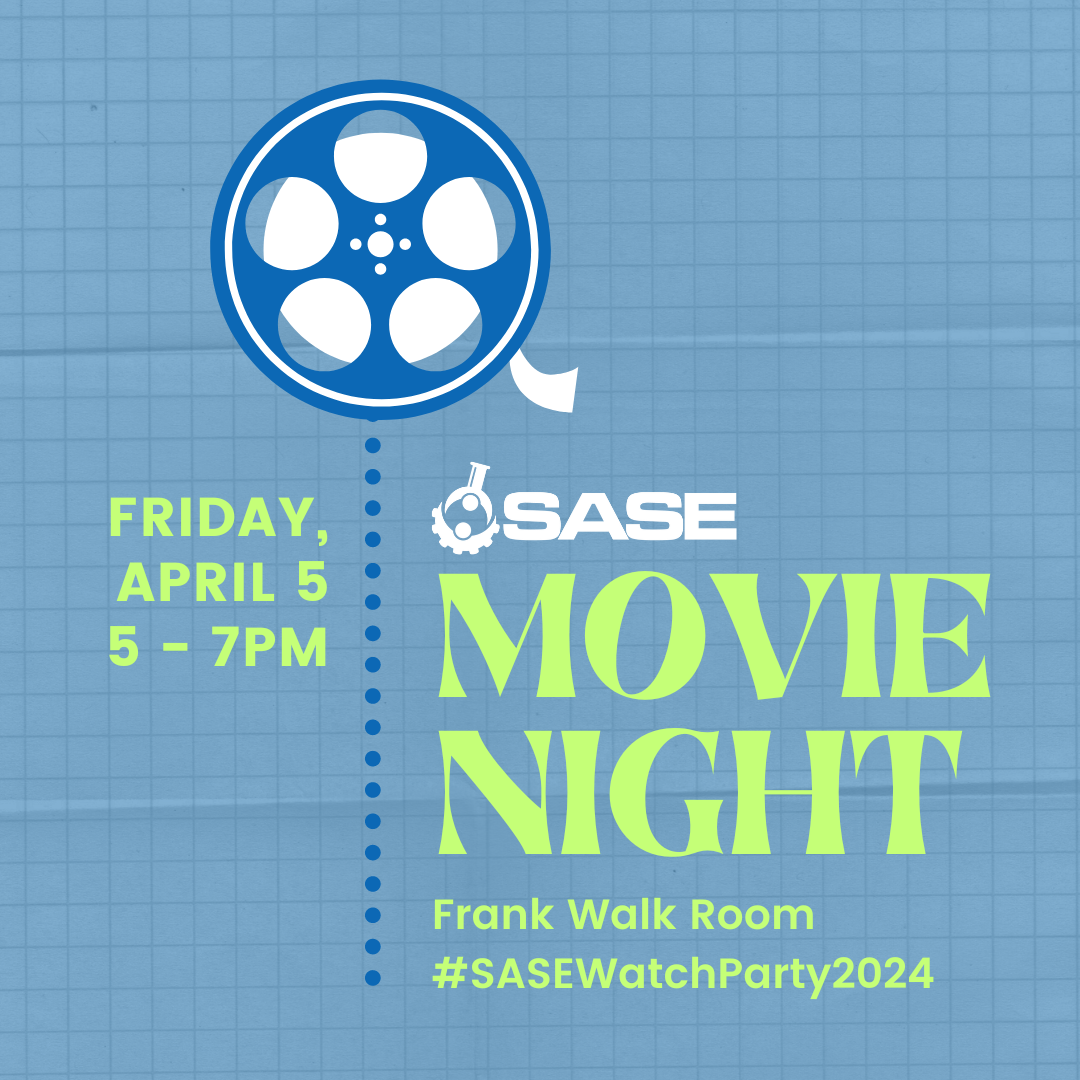 FRIDAY,
APRIL 5
5 - 7PM
SASE
MOVIE
NIGHT
Frank Walk Room
#SASEWatchParty2024